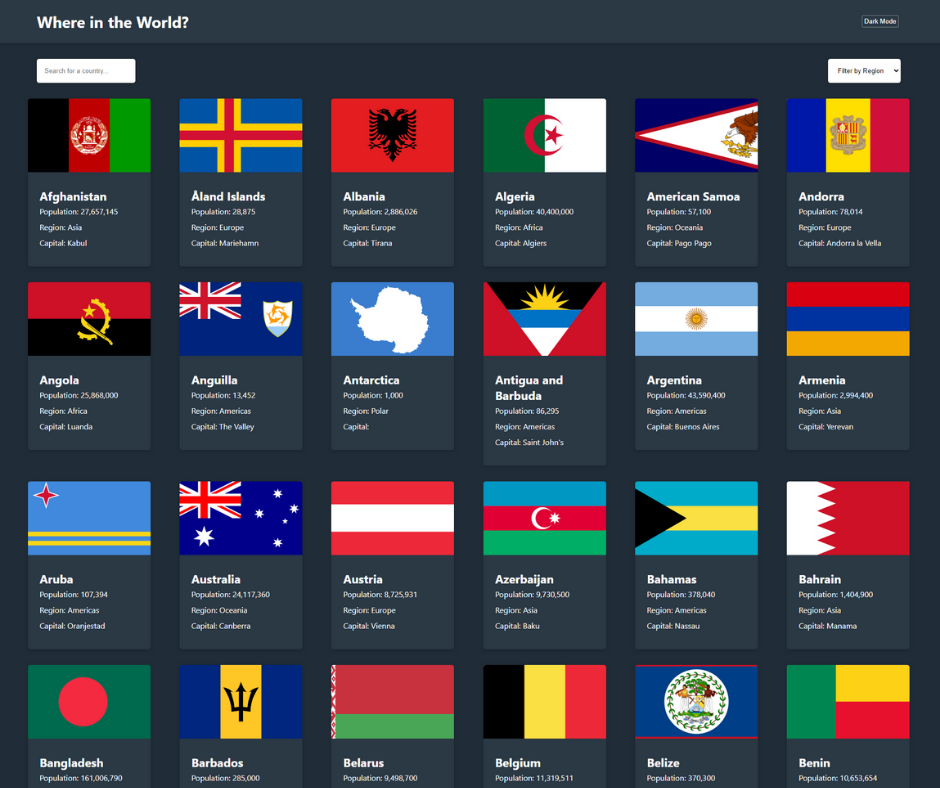 Where in the World?
Dark Mode
Search for a country...
Filter by Region
Afghanistan
Population: 27,657,145
Region: Asia
Capital: Kabul
Åland Islands
Population: 28,875
Region: Europe
Capital: Mariehamn
Albania
Population: 2,886,026
Region: Europe
Capital: Tirana
Algeria
Population: 40,400,000
Region: Africa
Capital: Algiers
American Samoa
Population: 57,100
Region: Oceania
Capital: Pago Pago
Andorra
Population: 78,014
Region: Europe
Capital: Andorra la Vella
Angola
Population: 25,868,000
Region: Africa
Capital: Luanda
Anguilla
Population: 13,452
Region: Americas
Capital: The Valley
Antarctica
Population: 1,000
Region: Polar
Capital:
Antigua and
Barbuda
Population: 86,295
Region: Americas
Capital: Saint John's
Argentina
Population: 43,590,400
Region: Americas
Capital: Buenos Aires
Armenia
Population: 2,994,400
Region: Asia
Capital: Yerevan
Aruba
Population: 107,394
Region: Americas
Capital: Oranjestad
Australia
Population: 24,117,360
Region: Oceania
Capital: Canberra
Austria
Population: 8,725,931
Region: Europe
Capital: Vienna
Azerbaijan
Population: 9,730,500
Region: Asia
Capital: Baku
Bahamas
Population: 378,040
Region: Americas
Capital: Nassau
Bahrain
Population: 1,404,900
Region: Asia
Capital: Manama
Bangladesh
Population: 161,006,790
Barbados
Population: 285,000
Belarus
Population: 9,498,700
Belgium
Population: 11,319,511
Belize
Population: 370,300
Benin
Population: 10,653,654